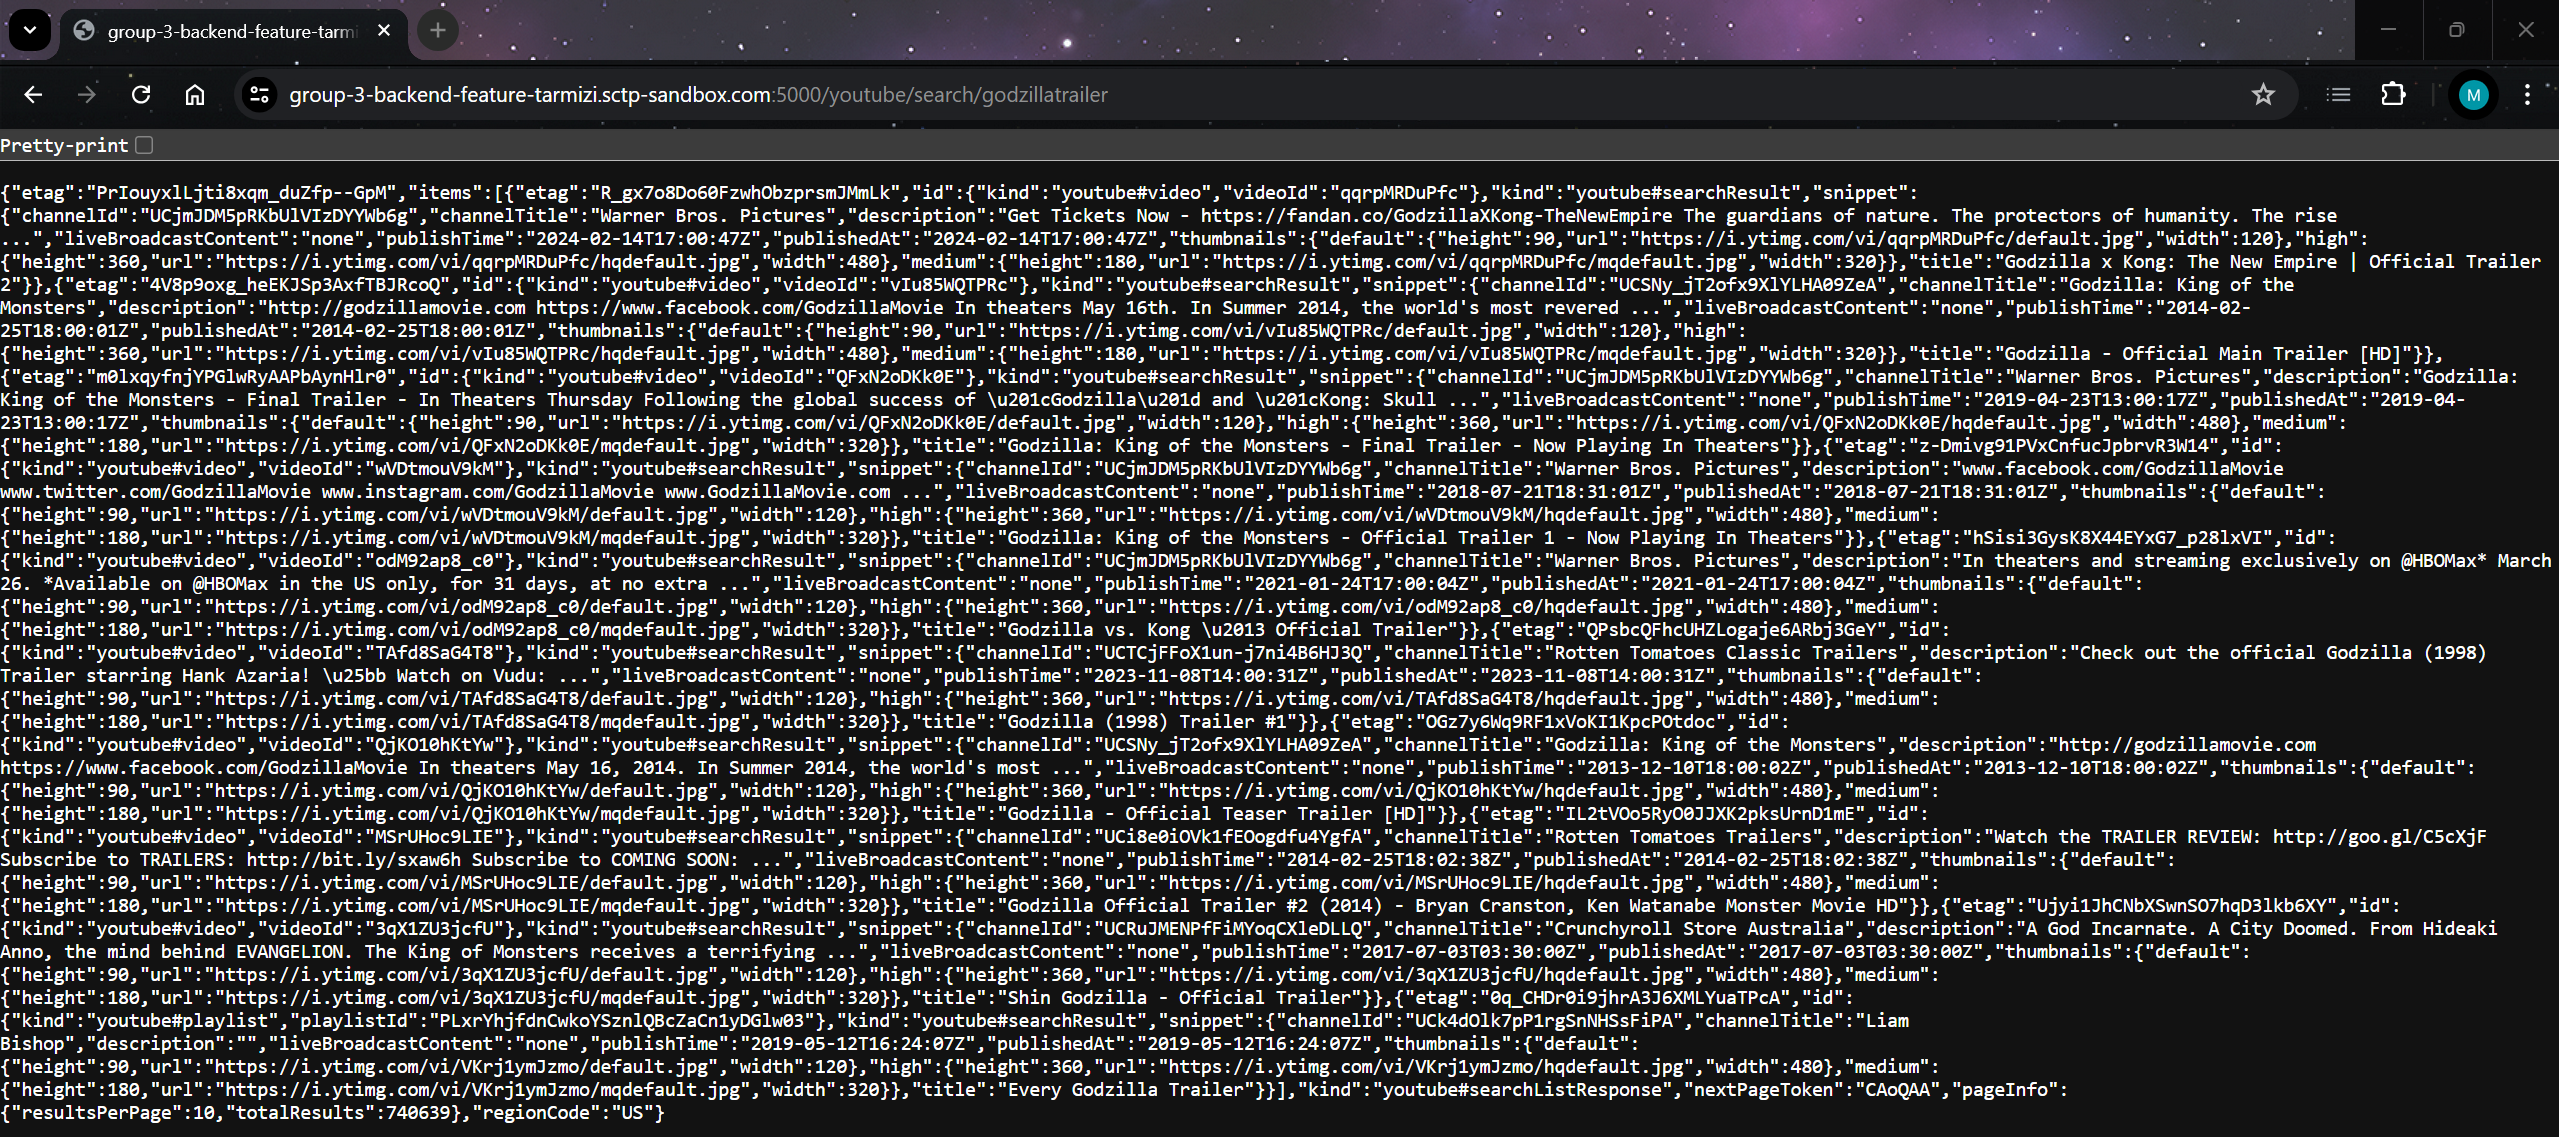 group-3-backend-feature-tarmi
group-3-backend-feature-tarmizi.sctp-sandbox.com:5000/youtube/search/godzillatrailer
M
Pretty-print
{"etag":"PrIouyxlLjti8xqm_duZfp--GpM","items":[{"etag":"R_gx7o8Do60FzwhObzprsmJMmLk","id":{"kind":"youtube#video","videoId":"qqrpMRDuPfc"},"kind":"youtube#searchResult","snippet":
{"channelId":"UCjmJDM5pRKbUlVIzDYYWb6g","channelTitle":"Warner Bros. Pictures","description":"Get Tickets Now - https://fandan.co/GodzillaXKong-TheNewEmpire The guardians of nature. The protectors of humanity. The rise
...","liveBroadcastContent":"none","publishTime":"2024-02-14T17:00:47Z","publishedAt":"2024-02-14T17:00:47Z","thumbnails":{"default":{"height":90,"url":"https://i.ytimg.com/vi/qqrpMRDuPfc/default.jpg","width":120},"high":
{"height":360,"url":"https://i.ytimg.com/vi/qqrpMRDuPfc/hqdefault.jpg","width":480},"medium":{"height":180,"url":"https://i.ytimg.com/vi/qqrpMRDuPfc/mqdefault.jpg","width":320}},"title":"Godzilla x Kong: The New Empire | Official Trailer
2"}},{"etag":"4V8p9oxg_heEKJSp3AxfTBJRcoQ","id":{"kind":"youtube#video","videoId":"vIu85WQTPRc"},"kind":"youtube#searchResult","snippet":{"channelId":"UCSNy_jT2ofx9XlYLHA09ZeA","channelTitle":"Godzilla: King of the
Monsters","description":"http://godzillamovie.com https://www.facebook.com/GodzillaMovie In theaters May 16th. In Summer 2014, the world's most revered ...","liveBroadcastContent":"none","publishTime":"2014-02-
25T18:00:01Z","publishedAt":"2014-02-25T18:00:01Z","thumbnails":{"default":{"height":90,"url":"https://i.ytimg.com/vi/vIu85WQTPRc/default.jpg","width":120},"high":
{"height":360,"url":"https://i.ytimg.com/vi/vIu85WQTPRc/hqdefault.jpg","width":480},"medium":{"height":180,"url":"https://i.ytimg.com/vi/vIu85WQTPRc/mqdefault.jpg","width":320}},"title":"Godzilla - Official Main Trailer [HD]"}},
{"etag":"m0lxqyfnjYPGlwRyAAPbAynHlr0","id":{"kind":"youtube#video","videoId":"QFxN2oDKk0E"},"kind":"youtube#searchResult","snippet":{"channelId":"UCjmJDM5pRKbUlVIzDYYWb6g","channelTitle":"Warner Bros. Pictures","description":"Godzilla:
King of the Monsters - Final Trailer - In Theaters Thursday Following the global success of \u201cGodzilla\u201d and \u201cKong: Skull ...","liveBroadcastContent":"none","publishTime":"2019-04-23T13:00:17Z","publishedAt":"2019-04-
23T13:00:17Z","thumbnails":{"default":{"height":90,"url":"https://i.ytimg.com/vi/QFxN2oDKk0E/default.jpg","width":120},"high":{"height":360,"url":"https://i.ytimg.com/vi/QFxN2oDKk0E/hqdefault.jpg","width":480},"medium":
{"height":180,"url":"https://i.ytimg.com/vi/QFxN2oDKk0E/mqdefault.jpg","width":320}},"title":"Godzilla: King of the Monsters - Final Trailer - Now Playing In Theaters"}},{"etag":"z-Dmivg91PVxCnfucJpbrvR3W14","id":
{"kind":"youtube#video","videoId":"wVDtmouV9kM"},"kind":"youtube#searchResult","snippet":{"channelId":"UCjmJDM5pRKbUlVIzDYYWb6g","channelTitle":"Warner Bros. Pictures","description":"www.facebook.com/GodzillaMovie
www.twitter.com/GodzillaMovie www.instagram.com/GodzillaMovie www.GodzillaMovie.com ...","liveBroadcastContent":"none","publishTime":"2018-07-21T18:31:01Z","publishedAt":"2018-07-21T18:31:01Z","thumbnails":{"default":
{"height":90,"url":"https://i.ytimg.com/vi/wVDtmouV9kM/default.jpg","width":120},"high":{"height":360,"url":"https://i.ytimg.com/vi/wVDtmouV9kM/hqdefault.jpg","width":480},"medium":
{"height":180,"url":"https://i.ytimg.com/vi/wVDtmouV9kM/mqdefault.jpg","width":320}},"title":"Godzilla: King of the Monsters - Official Trailer 1 - Now Playing In Theaters"}},{"etag":"hSisi3GysK8X44EYxG7_p28lxVI","id":
{"kind":"youtube#video","videoId":"odM92ap8_c0"},"kind":"youtube#searchResult","snippet":{"channelId":"UCjmJDM5pRKbUlVIzDYYWb6g","channelTitle":"Warner Bros. Pictures","description":"In theaters and streaming exclusively on @HBOMax* March
26. *Available on @HBOMax in the US only, for 31 days, at no extra ...","liveBroadcastContent":"none","publishTime":"2021-01-24T17:00:04Z","publishedAt":"2021-01-24T17:00:04Z","thumbnails":{"default":
{"height":90,"url":"https://i.ytimg.com/vi/odM92ap8_c0/default.jpg","width":120},"high":{"height":360,"url":"https://i.ytimg.com/vi/odM92ap8_c0/hqdefault.jpg","width":480},"medium":
{"height":180,"url":"https://i.ytimg.com/vi/odM92ap8_c0/mqdefault.jpg","width":320}},"title":"Godzilla vs. Kong \u2013 Official Trailer"}},{"etag":"QPsbcQFhcUHZLogaje6ARbj3GeY","id":
{"kind":"youtube#video","videoId":"TAfd8SaG4T8"},"kind":"youtube#searchResult","snippet":{"channelId":"UCTCjFFoX1un-j7ni4B6HJ3Q","channelTitle":"Rotten Tomatoes Classic Trailers","description":"Check out the official Godzilla (1998)
Trailer starring Hank Azaria! \u25bb Watch on Vudu: ...","liveBroadcastContent":"none","publishTime":"2023-11-08T14:00:31Z","publishedAt":"2023-11-08T14:00:31Z","thumbnails":{"default":
{"height":90,"url":"https://i.ytimg.com/vi/TAfd8SaG4T8/default.jpg","width":120},"high":{"height":360,"url":"https://i.ytimg.com/vi/TAfd8SaG4T8/hqdefault.jpg","width":480},"medium":
{"height":180,"url":"https://i.ytimg.com/vi/TAfd8SaG4T8/mqdefault.jpg","width":320}},"title":"Godzilla (1998) Trailer #1"}},{"etag":"OGz7y6Wq9RF1xVoKI1KpcPOtdoc","id":
{"kind":"youtube#video","videoId":"QjKO10hKtYw"},"kind":"youtube#searchResult","snippet":{"channelId":"UCSNy_jT2ofx9XlYLHA09ZeA","channelTitle":"Godzilla: King of the Monsters","description":"http://godzillamovie.com
https://www.facebook.com/GodzillaMovie In theaters May 16, 2014. In Summer 2014, the world's most ...","liveBroadcastContent":"none","publishTime":"2013-12-10T18:00:02Z","publishedAt":"2013-12-10T18:00:02Z","thumbnails":{"default":
{"height":90,"url":"https://i.ytimg.com/vi/QjKO10hKtYw/default.jpg","width":120},"high":{"height":360,"url":"https://i.ytimg.com/vi/QjKO10hKtYw/hqdefault.jpg","width":480},"medium":
{"height":180,"url":"https://i.ytimg.com/vi/QjKO10hKtYw/mqdefault.jpg","width":320}},"title":"Godzilla - Official Teaser Trailer [HD]"}},{"etag":"IL2tVOo5RyO0JJXK2pksUrnD1mE","id":
{"kind":"youtube#video","videoId":"MSrUHoc9LIE"},"kind":"youtube#searchResult","snippet":{"channelId":"UCi8e0iOVk1fEOogdfu4YgfA","channelTitle":"Rotten Tomatoes Trailers","description":"Watch the TRAILER REVIEW: http://goo.gl/C5cXjF
Subscribe to TRAILERS: http://bit.ly/sxaw6h Subscribe to COMING SOON: ...","liveBroadcastContent":"none","publishTime":"2014-02-25T18:02:38Z","publishedAt":"2014-02-25T18:02:38Z","thumbnails":{"default":
{"height":90,"url":"https://i.ytimg.com/vi/MSrUHoc9LIE/default.jpg","width":120},"high":{"height":360,"url":"https://i.ytimg.com/vi/MSrUHoc9LIE/hqdefault.jpg","width":480},"medium":
{"height":180,"url":"https://i.ytimg.com/vi/MSrUHoc9LIE/mqdefault.jpg","width":320}},"title":"Godzilla Official Trailer #2 (2014) - Bryan Cranston, Ken Watanabe Monster Movie HD"}},{"etag":"Ujyi1JhCNbXSwnSO7hqD3lkb6XY","id":
{"kind":"youtube#video","videoId":"3qX1ZU3jcfU"},"kind":"youtube#searchResult","snippet":{"channelId":"UCRuJMENPfFiMYoqCXleDLLQ","channelTitle":"Crunchyroll Store Australia","description":"A God Incarnate. A City Doomed. From Hideaki
Anno, the mind behind EVANGELION. The King of Monsters receives a terrifying ...","liveBroadcastContent":"none","publishTime":"2017-07-03T03:30:00Z","publishedAt":"2017-07-03T03:30:00Z","thumbnails":{"default":
{"height":90,"url":"https://i.ytimg.com/vi/3qX1ZU3jcfU/default.jpg","width":120},"high":{"height":360,"url":"https://i.ytimg.com/vi/3qX1ZU3jcfU/hqdefault.jpg","width":480},"medium":
{"height":180,"url":"https://i.ytimg.com/vi/3qX1ZU3jcfU/mqdefault.jpg","width":320}},"title":"Shin Godzilla - Official Trailer"}},{"etag":"0q_CHDr0i9jhrA3J6XMLYuaTPcA","id":
{"kind":"youtube#playlist","playlistId":"PLxrYhjfdnCwkoYSznlQBcZaCn1yDGlw03"},"kind":"youtube#searchResult","snippet":{"channelId":"UCk4dOlk7pP1rgSnNHSsFiPA","channelTitle":"Liam
Bishop","description":"","liveBroadcastContent":"none","publishTime":"2019-05-12T16:24:07Z","publishedAt":"2019-05-12T16:24:07Z","thumbnails":{"default":
{"height":90,"url":"https://i.ytimg.com/vi/VKrj1ymJzmo/default.jpg","width":120},"high":{"height":360,"url":"https://i.ytimg.com/vi/VKrj1ymJzmo/hqdefault.jpg","width":480},"medium":
{"height":180,"url":"https://i.ytimg.com/vi/VKrj1ymJzmo/mqdefault.jpg","width":320}},"title":"Every Godzilla Trailer"}}],"kind":"youtube#searchListResponse","nextPageToken":"CAoQAA","pageInfo":
{"resultsPerPage":10,"totalResults":740639},"regionCode":"US"}